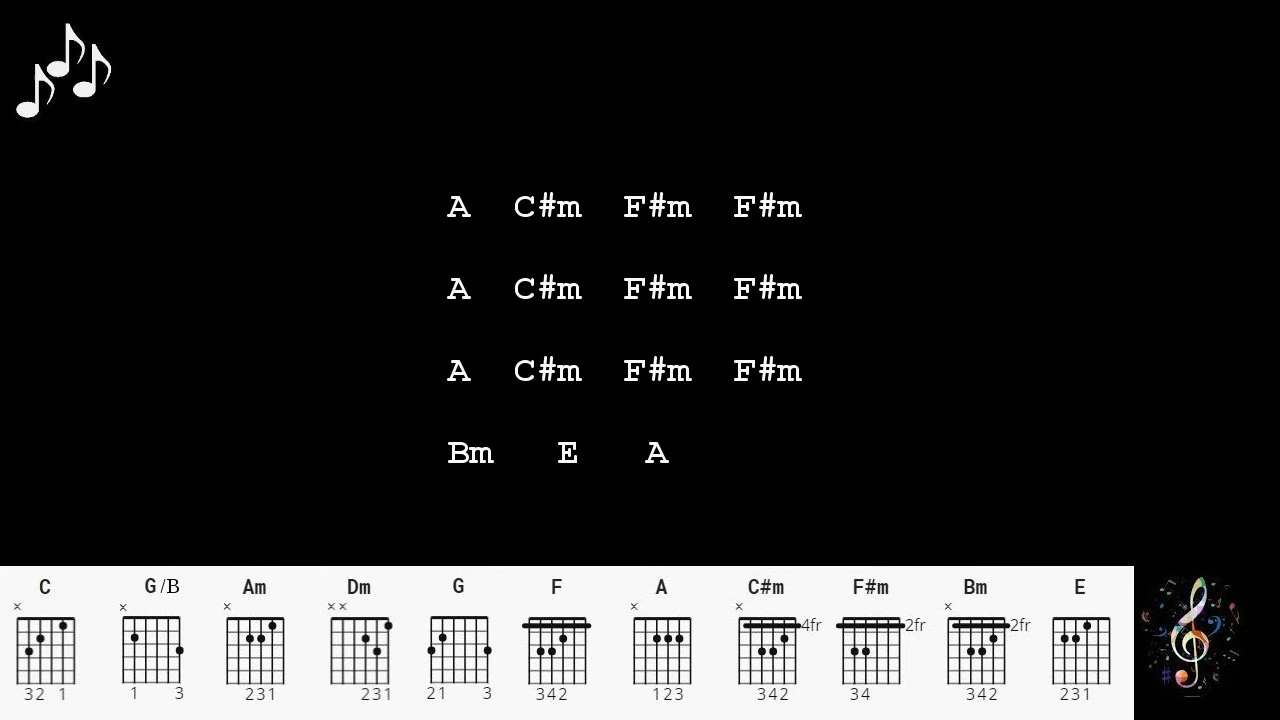 A C#m F#m F#m
A C#m F#m F#m
A C#m F#m F#m
Bm E A
C G/B Am Dm G F A C#m F#m Bm E
× × × ×× × × ×
4fr 2fr 2fr
32 1 1 3 231 231 21 3 342 123 342 34 342 231